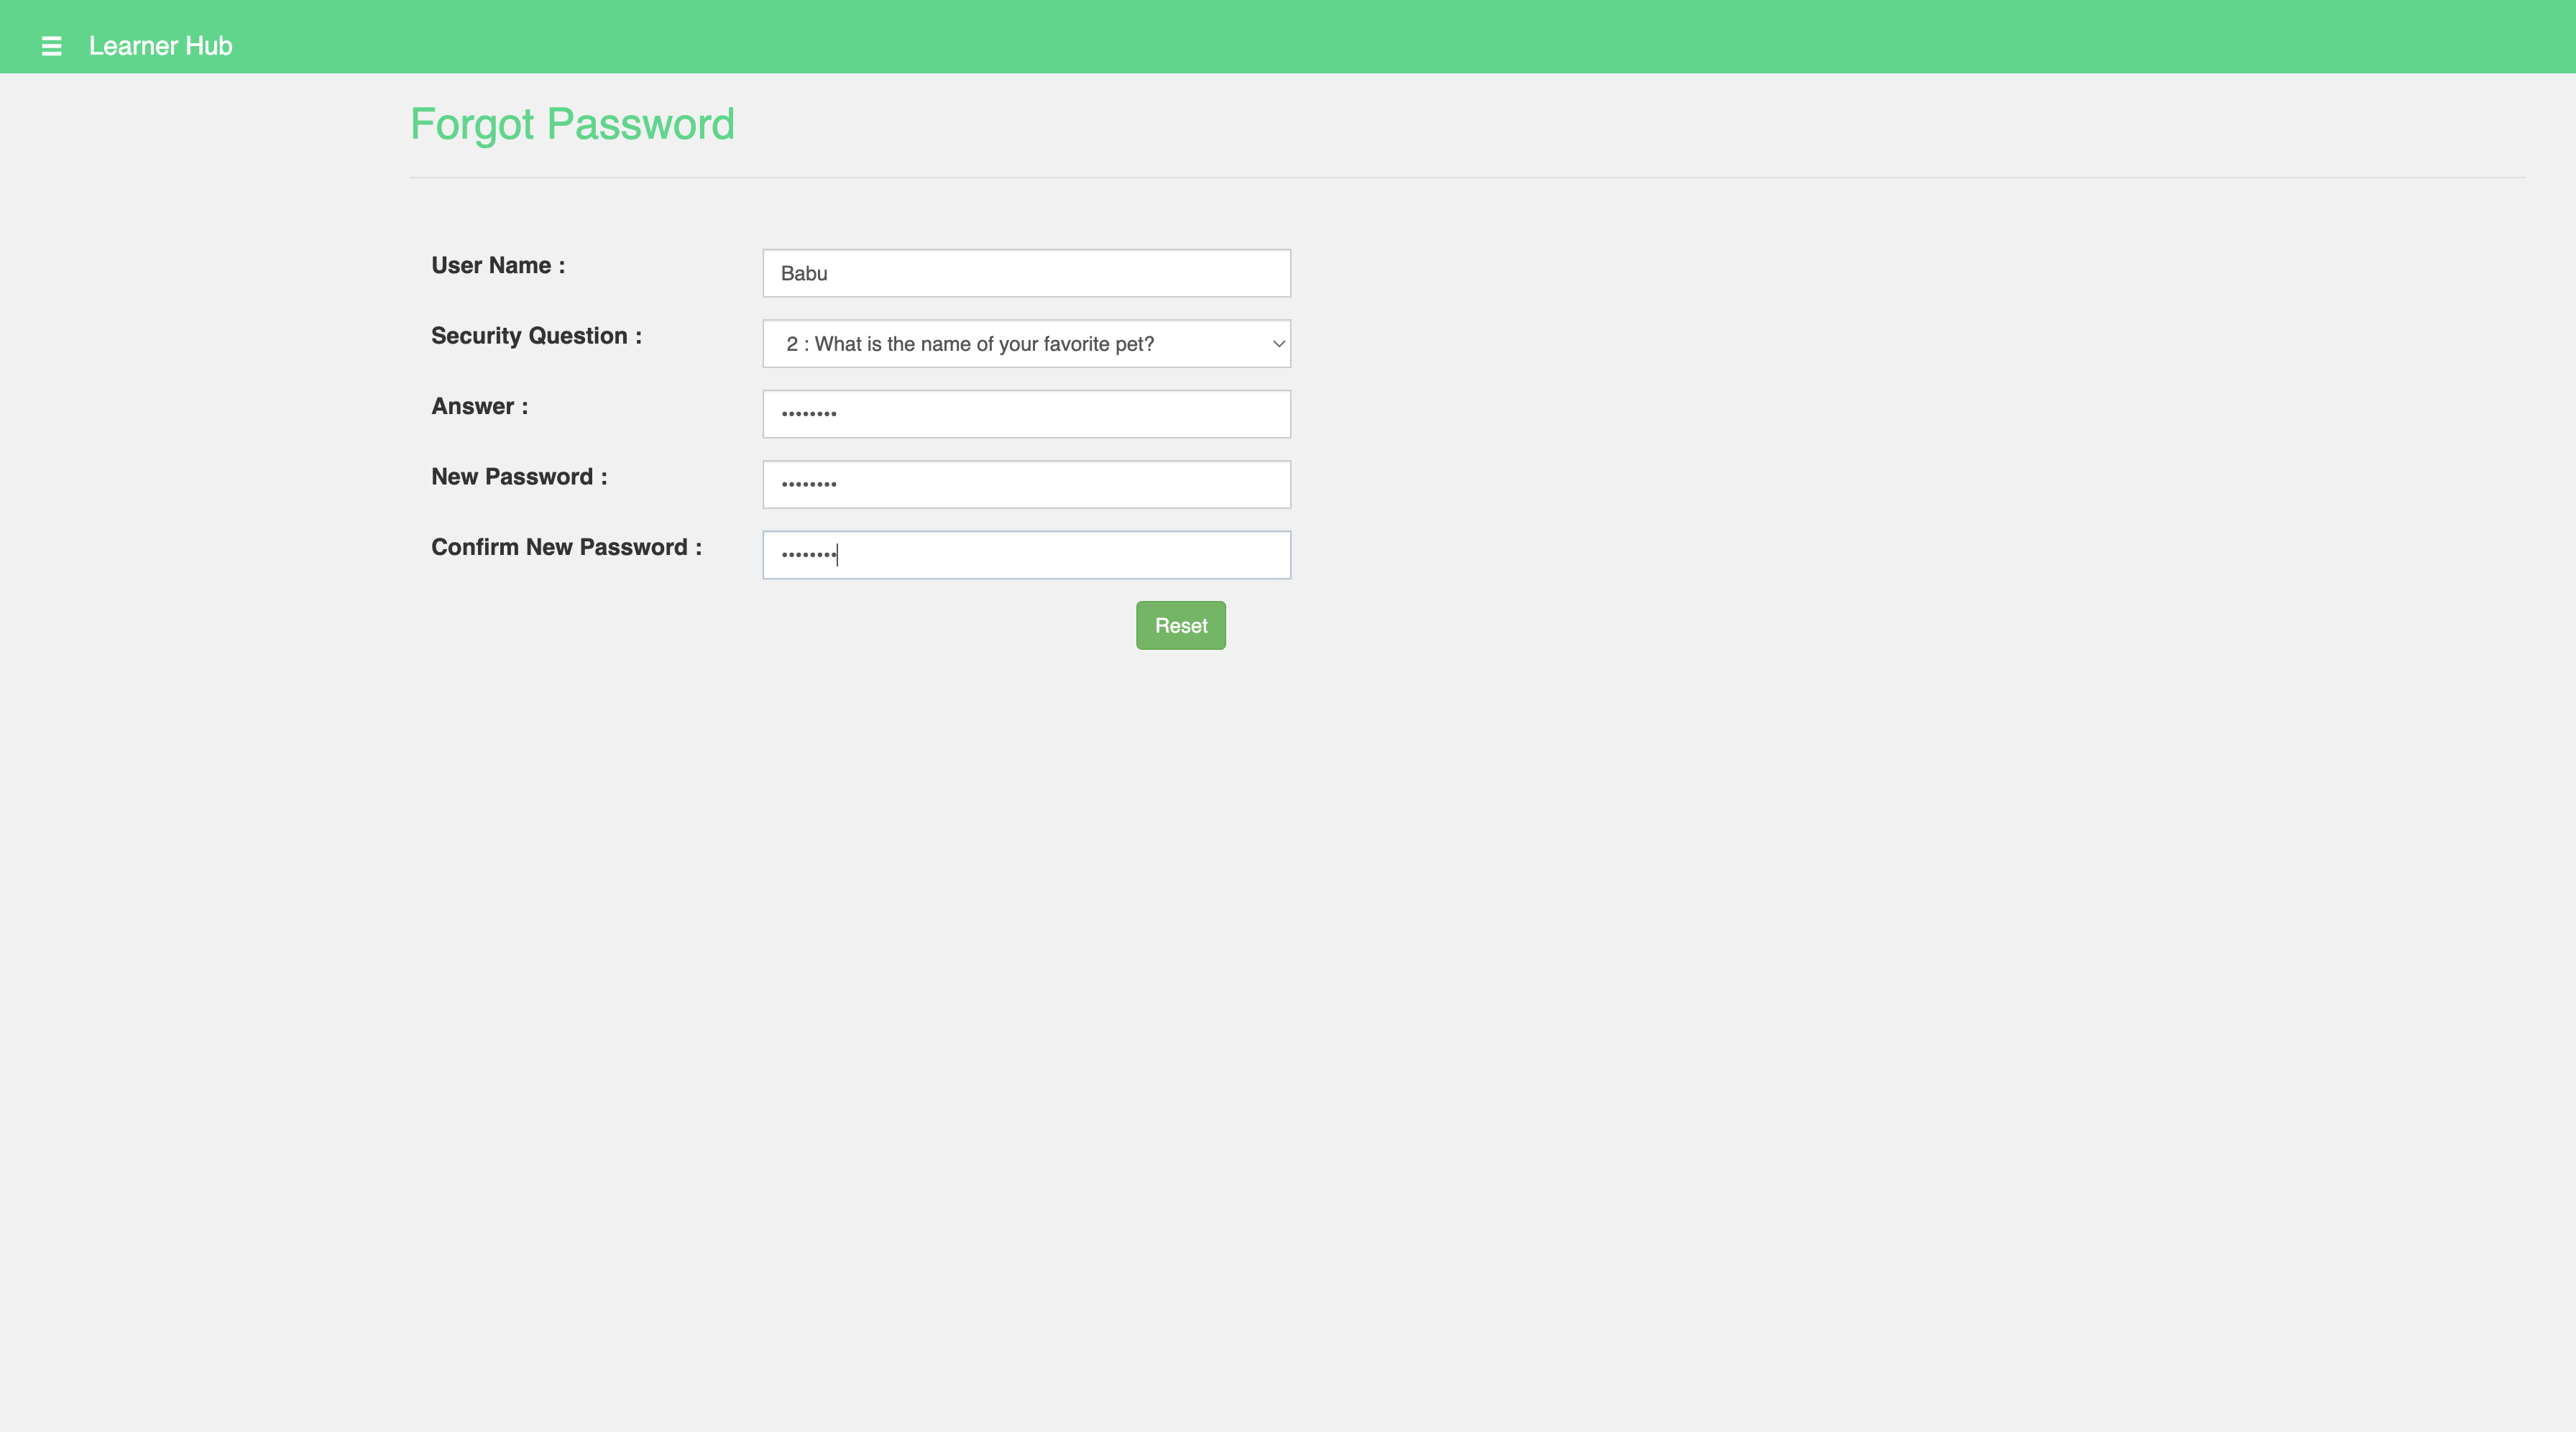 Learner Hub
Forgot Password
User Name :
Babu
Security Question :
2 : What is the name of your favorite pet?
Answer :
••••••••
New Password :
••••••••
Confirm New Password :
••••••••
Reset